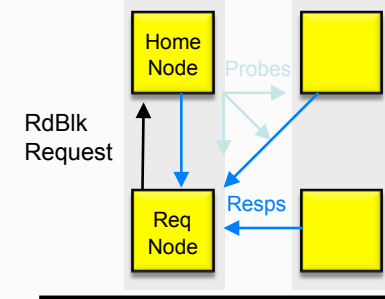 Home
Node
Probes
RdBlk
Request
Resps
Req
Node